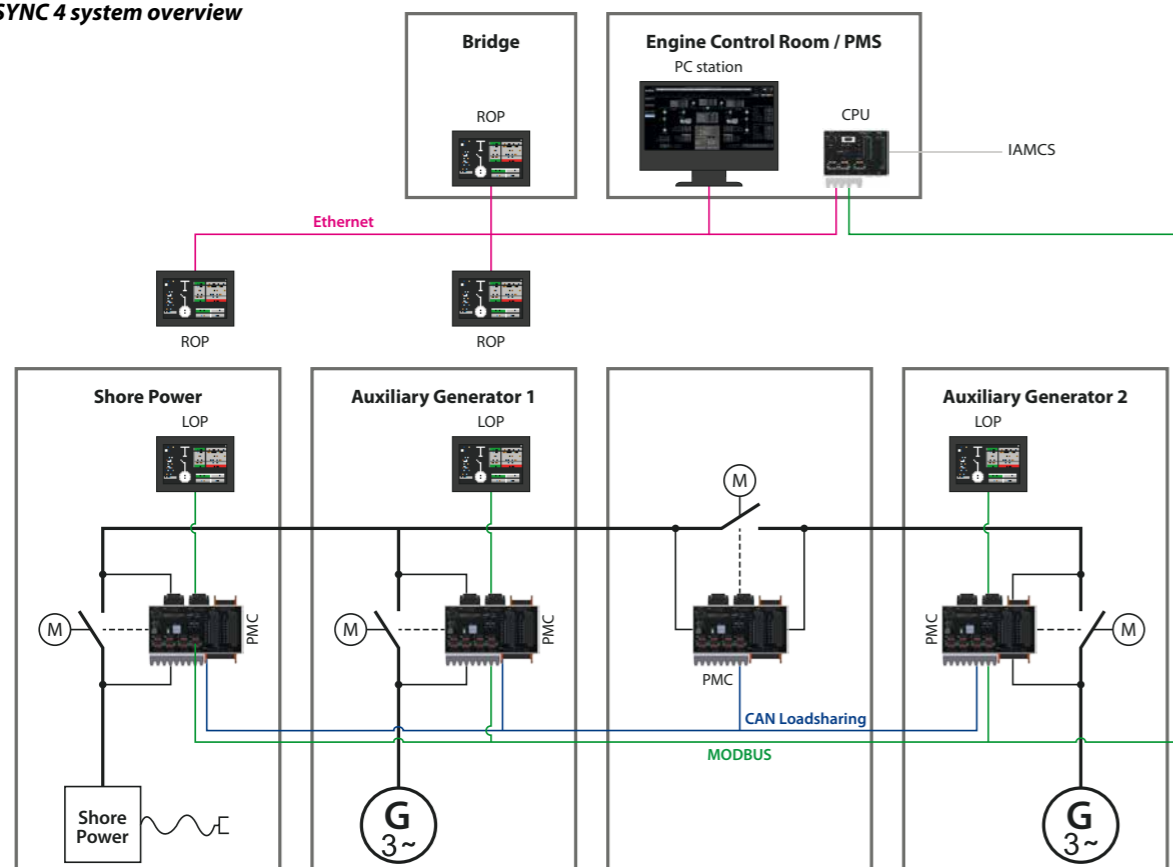 SYNC 4 system overview
Bridge
ROP
Engine Control Room / PMS
PC station
CPU
IAMCS
Ethernet
ROP
ROP
Shore Power
LOP
Auxiliary Generator 1
LOP
Auxiliary Generator 2
LOP
M
M
PMC
M
PMC
PMC
PMC
M
CAN Loadsharing
MODBUS
Shore
Power
G
3~
G
3~